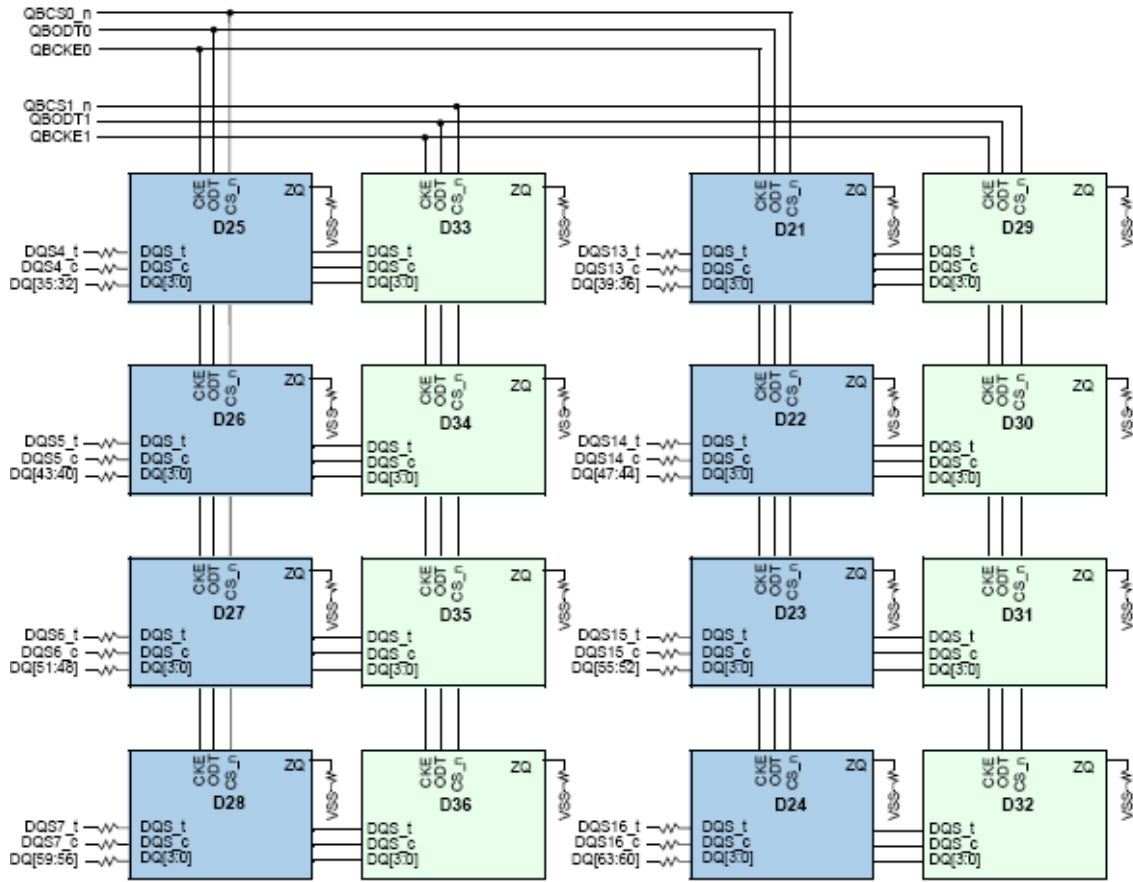 QBCS0_n
QBODT0
QBCKE0
QBCS1_n
QBODT1
QBCKE1
CKE ODT CS_n ZQ VSS
D25
DQS4_t DQS_t
DQS4_c DQS_c
DQ[35:32] DQ[3:0]
CKE ODT CS_n ZQ VSS
D33
DQS_t
DQS_c
DQ[3:0]
CKE ODT CS_n ZQ VSS
D21
DQS13_t DQS_t
DQS13_c DQS_c
DQ[39:36] DQ[3:0]
CKE ODT CS_n ZQ VSS
D29
DQS_t
DQS_c
DQ[3:0]
CKE ODT CS_n ZQ VSS
D26
DQS5_t DQS_t
DQS5_c DQS_c
DQ[43:40] DQ[3:0]
CKE ODT CS_n ZQ VSS
D34
DQS_t
DQS_c
DQ[3:0]
CKE ODT CS_n ZQ VSS
D22
DQS14_t DQS_t
DQS14_c DQS_c
DQ[47:44] DQ[3:0]
CKE ODT CS_n ZQ VSS
D30
DQS_t
DQS_c
DQ[3:0]
CKE ODT CS_n ZQ VSS
D27
DQS6_t DQS_t
DQS6_c DQS_c
DQ[51:48] DQ[3:0]
CKE ODT CS_n ZQ VSS
D35
DQS_t
DQS_c
DQ[3:0]
CKE ODT CS_n ZQ VSS
D23
DQS15_t DQS_t
DQS15_c DQS_c
DQ[55:52] DQ[3:0]
CKE ODT CS_n ZQ VSS
D31
DQS_t
DQS_c
DQ[3:0]
CKE ODT CS_n ZQ VSS
D28
DQS7_t DQS_t
DQS7_c DQS_c
DQ[59:56] DQ[3:0]
CKE ODT CS_n ZQ VSS
D36
DQS_t
DQS_c
DQ[3:0]
CKE ODT CS_n ZQ VSS
D24
DQS16_t DQS_t
DQS16_c DQS_c
DQ[63:60] DQ[3:0]
CKE ODT CS_n ZQ VSS
D32
DQS_t
DQS_c
DQ[3:0]